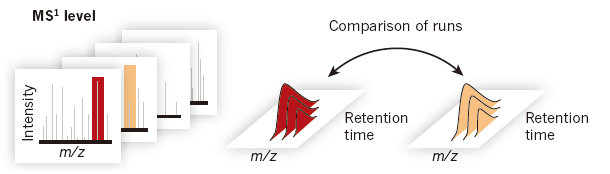 MS¹ level
Comparison of runs
Intensity
m/z
Retention
time
m/z
Retention
time
m/z